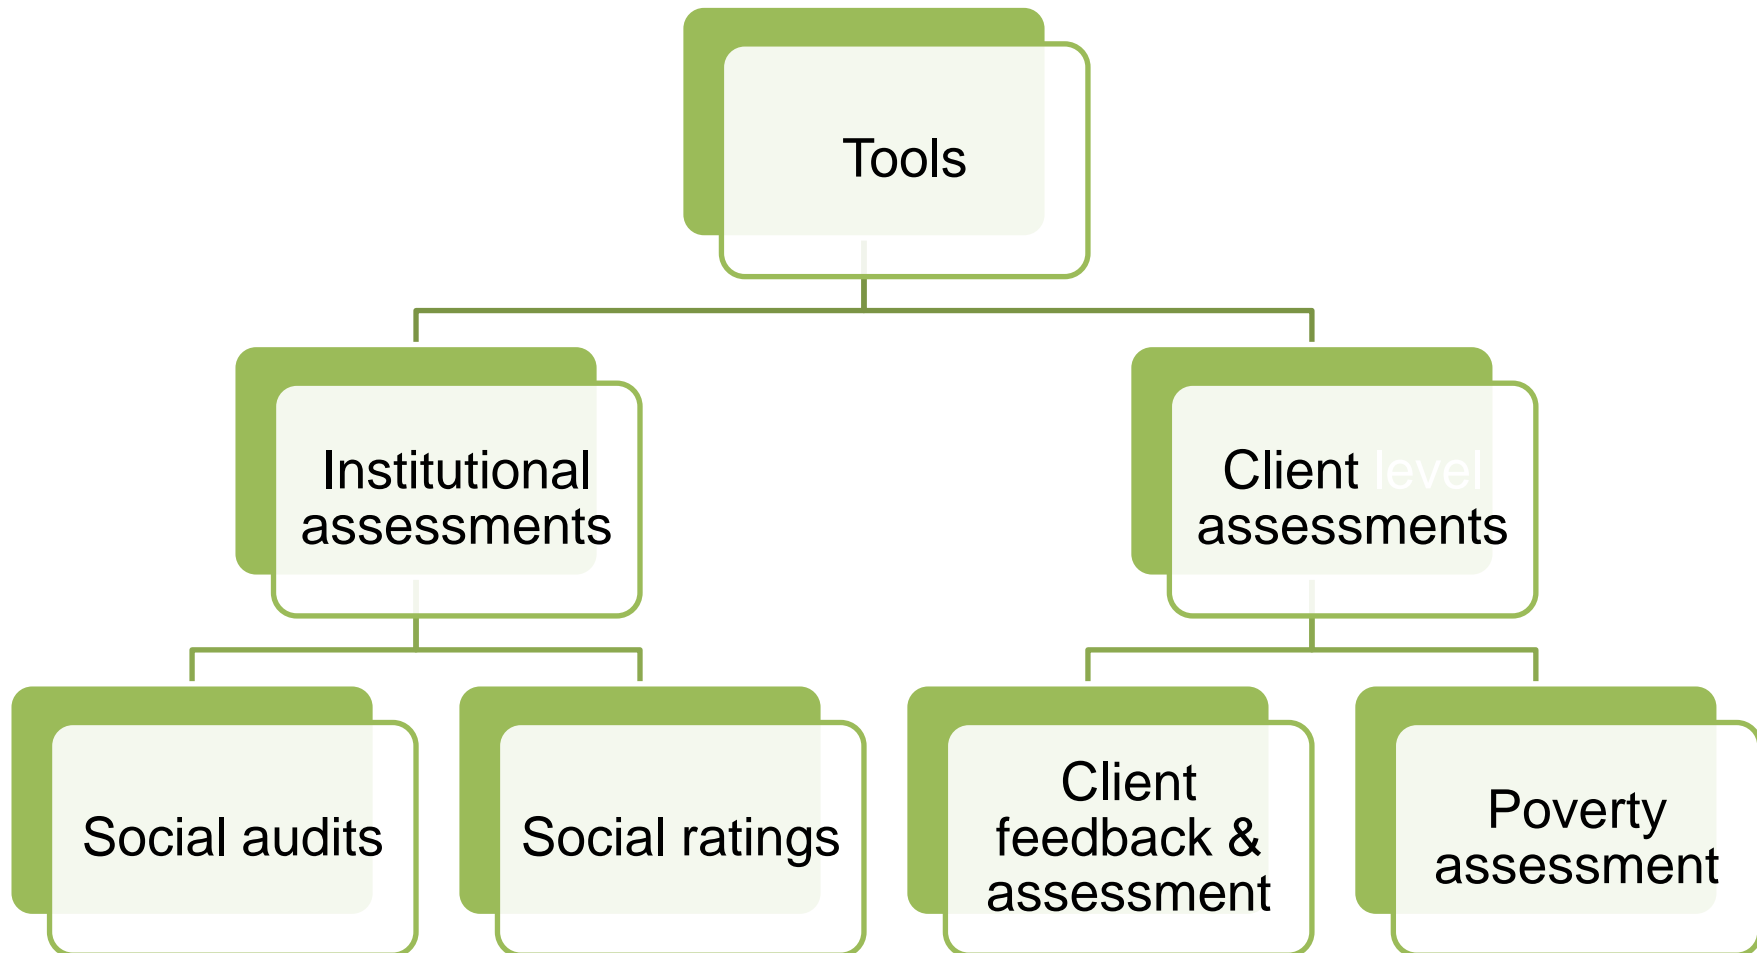 Tools
Institutional
assessments
Client level
assessments
Social audits
Social ratings
Client
feedback &
assessment
Poverty
assessment